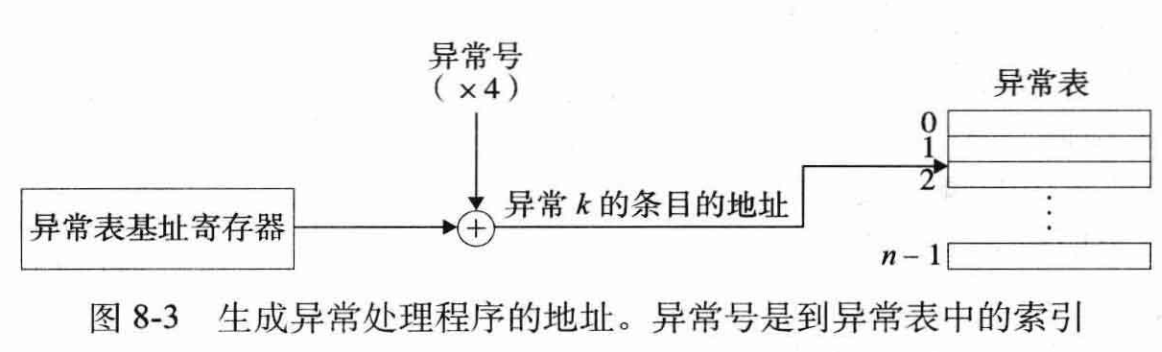 异常号
（×4）
异常表
0
1
2
异常表基址寄存器
+
异常 k 的条目的地址
n – 1
图 8-3 生成异常处理程序的地址。异常号是到异常表中的索引